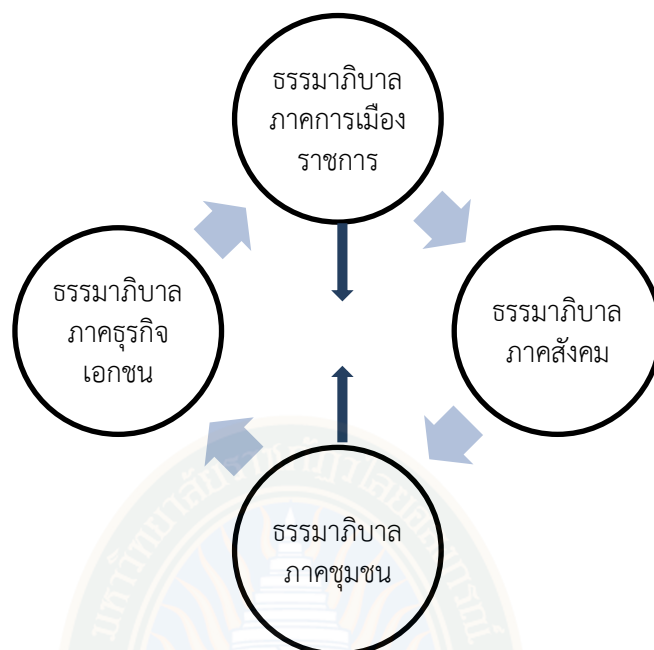 ธรรมาภิบาล
ภาคการเมือง
ราชการ
ธรรมาภิบาล
ภาคธุรกิจ
เอกชน
ธรรมาภิบาล
ภาคสังคม
ธรรมาภิบาล
ภาคชุมชน